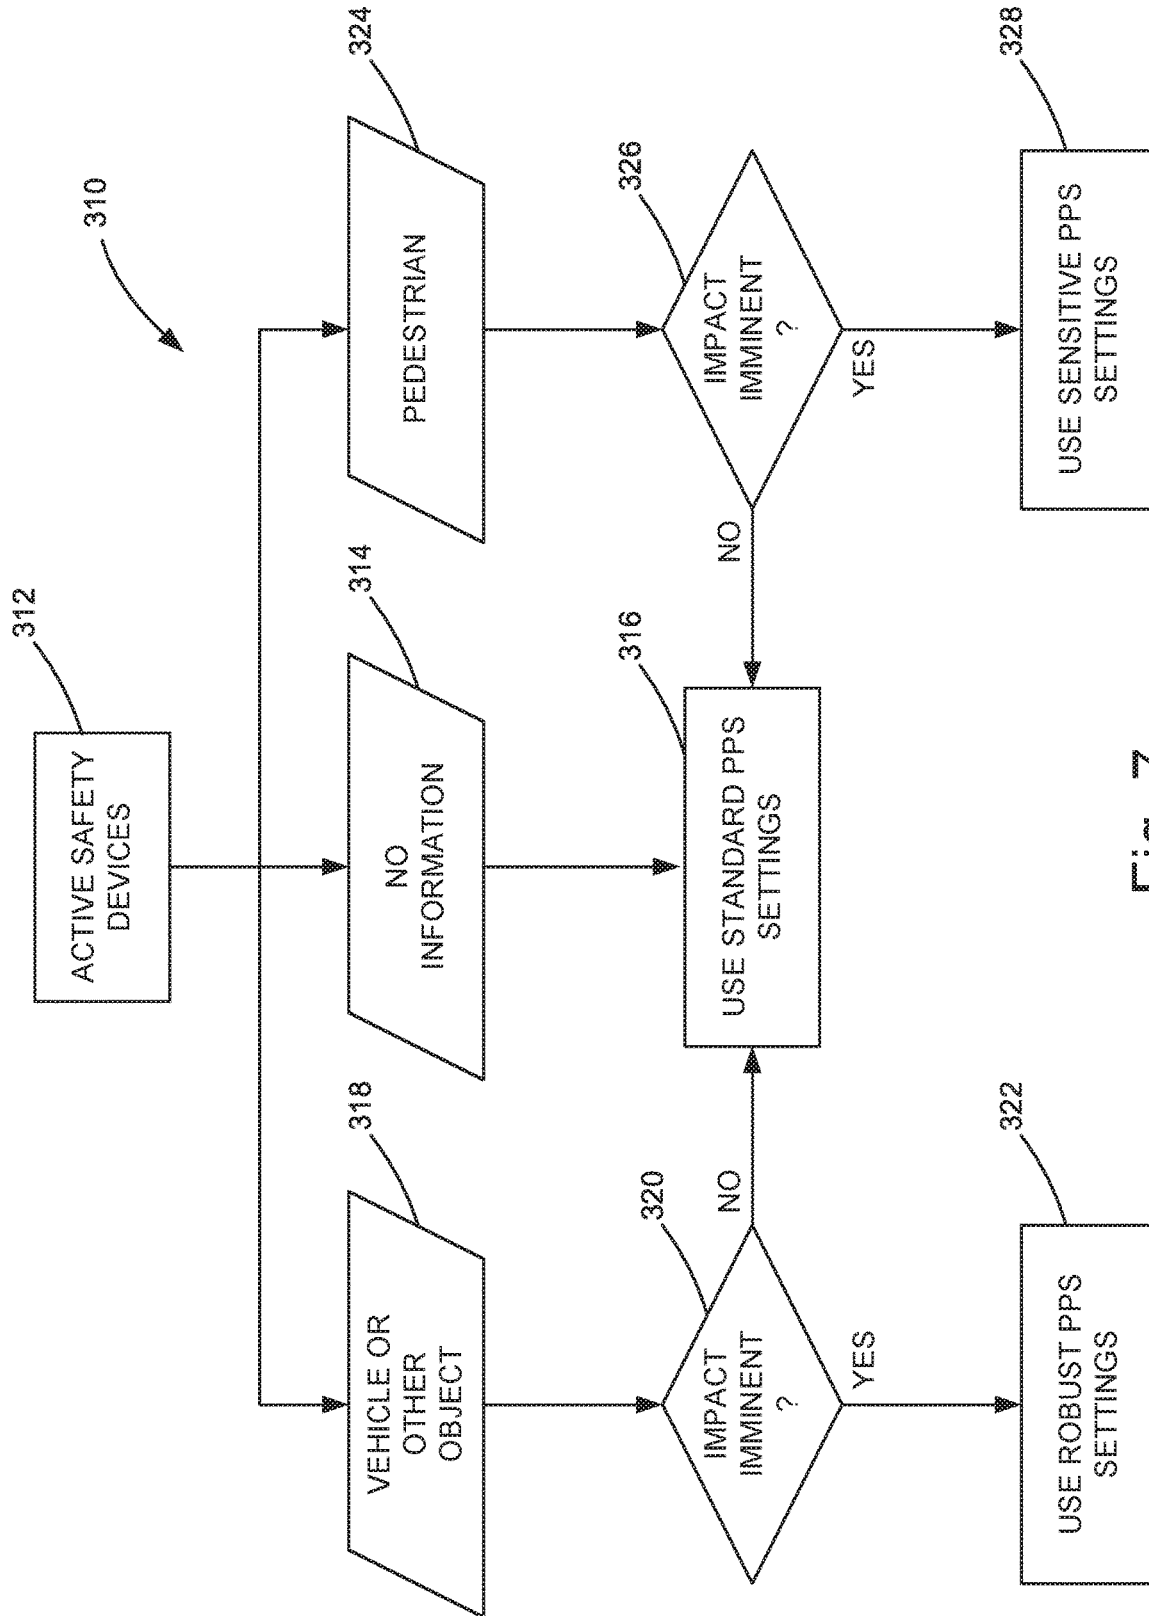 310
312
ACTIVE SAFETY
DEVICES
318
VEHICLE OR
OTHER
OBJECT
314
NO
INFORMATION
324
PEDESTRIAN
320
IMPACT
IMMINENT
?
NO
YES
316
USE STANDARD PPS
SETTINGS
326
IMPACT
IMMINENT
?
NO
YES
322
USE ROBUST PPS
SETTINGS
328
USE SENSITIVE PPS
SETTINGS
Fig. 7